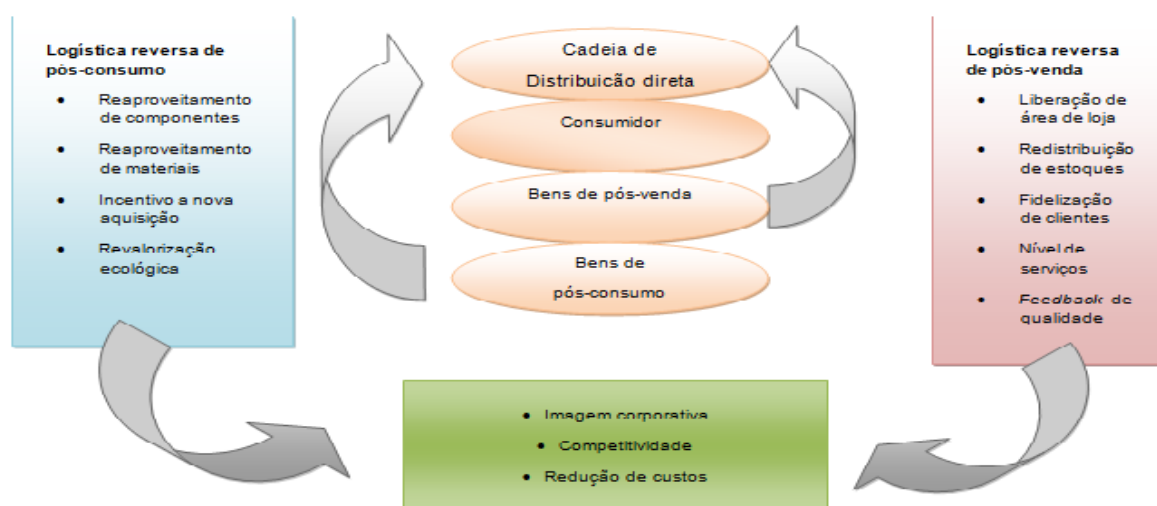 Logística reversa de
pós-consumo
• Reaproveitamento
de componentes
• Reaproveitamento
de materiais
• Incentivo a nova
aquisição
• Revalorização
ecológica
Cadeia de
Distribuicão direta
Consumidor
Bens de pós-venda
Bens de
pós-consumo
Logística reversa
de pós-venda
• Liberação de
área de loja
• Redistribuição
de estoques
• Fidelização
de clientes
• Nível de
serviços
• Feedback de
qualidade
• Imagem corporativa
• Competitividade
• Redução de custos